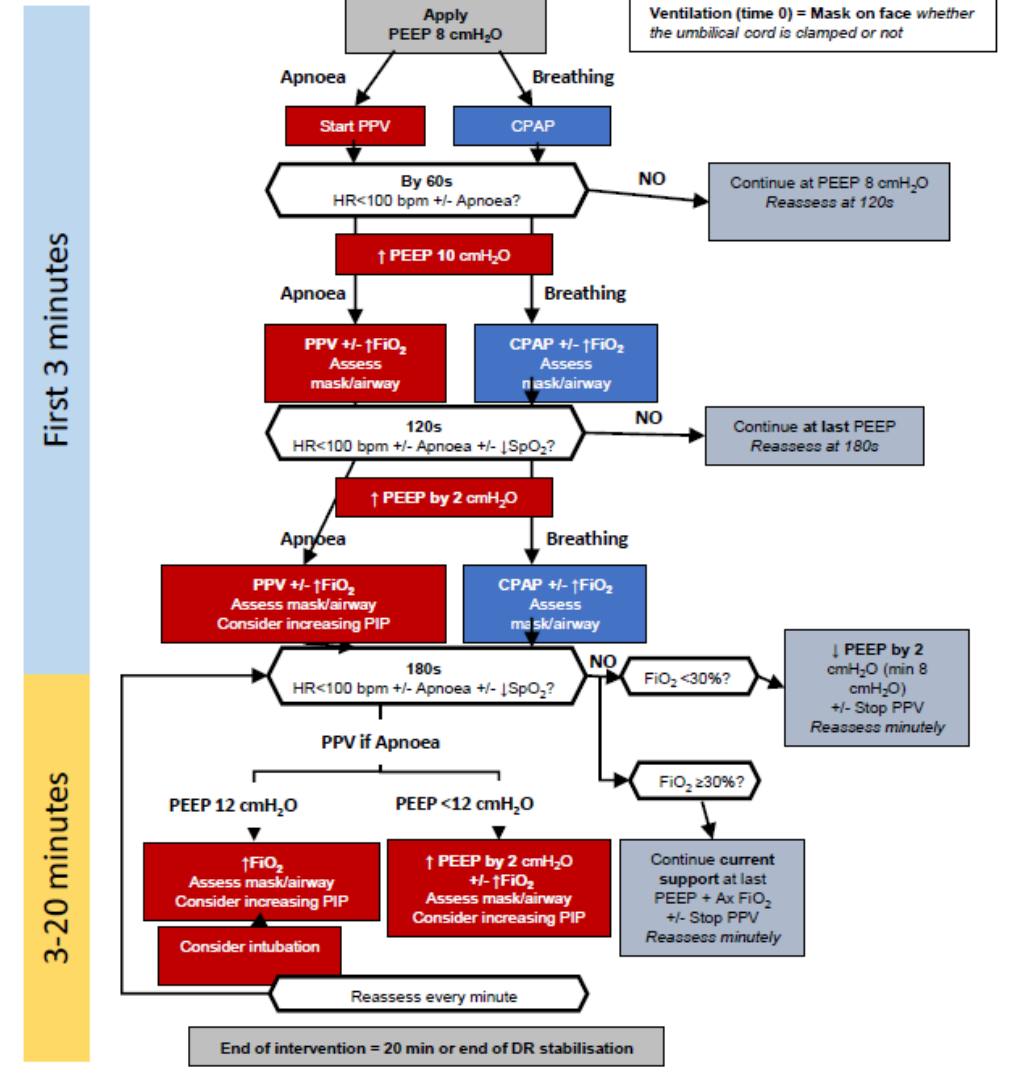 Apply
PEEP 8 cmH₂O
Ventilation (time 0) = Mask on face whether
the umbilical cord is clamped or not
Apnoea
Breathing
Start PPV
CPAP
By 60s
HR<100 bpm +/- Apnoea?
NO
Continue at PEEP 8 cmH₂O
Reassess at 120s
↑ PEEP 10 cmH₂O
Apnoea
Breathing
PPV +/- ↑FiO₂
Assess
mask/airway
CPAP +/- ↑FiO₂
Assess
mask/airway
120s
HR<100 bpm +/- Apnoea +/- ↓SpO₂?
NO
Continue at last PEEP
Reassess at 180s
↑ PEEP by 2 cmH₂O
Apnoea
Breathing
PPV +/- ↑FiO₂
Assess mask/airway
Consider increasing PIP
CPAP +/- ↑FiO₂
Assess
mask/airway
First 3 minutes
180s
HR<100 bpm +/- Apnoea +/- ↓SpO₂?
NO
FiO₂ <30%?
↓ PEEP by 2
cmH₂O (min 8
cmH₂O)
+/- Stop PPV
Reassess minutely
PPV if Apnoea
FiO₂ ≥30%?
PEEP 12 cmH₂O
PEEP <12 cmH₂O
↑FiO₂
Assess mask/airway
Consider increasing PIP
↑ PEEP by 2 cmH₂O
+/- ↑FiO₂
Assess mask/airway
Consider increasing PIP
Continue current
support at last
PEEP + Ax FiO₂
+/- Stop PPV
Reassess minutely
Consider intubation
3-20 minutes
Reassess every minute
End of intervention = 20 min or end of DR stabilisation